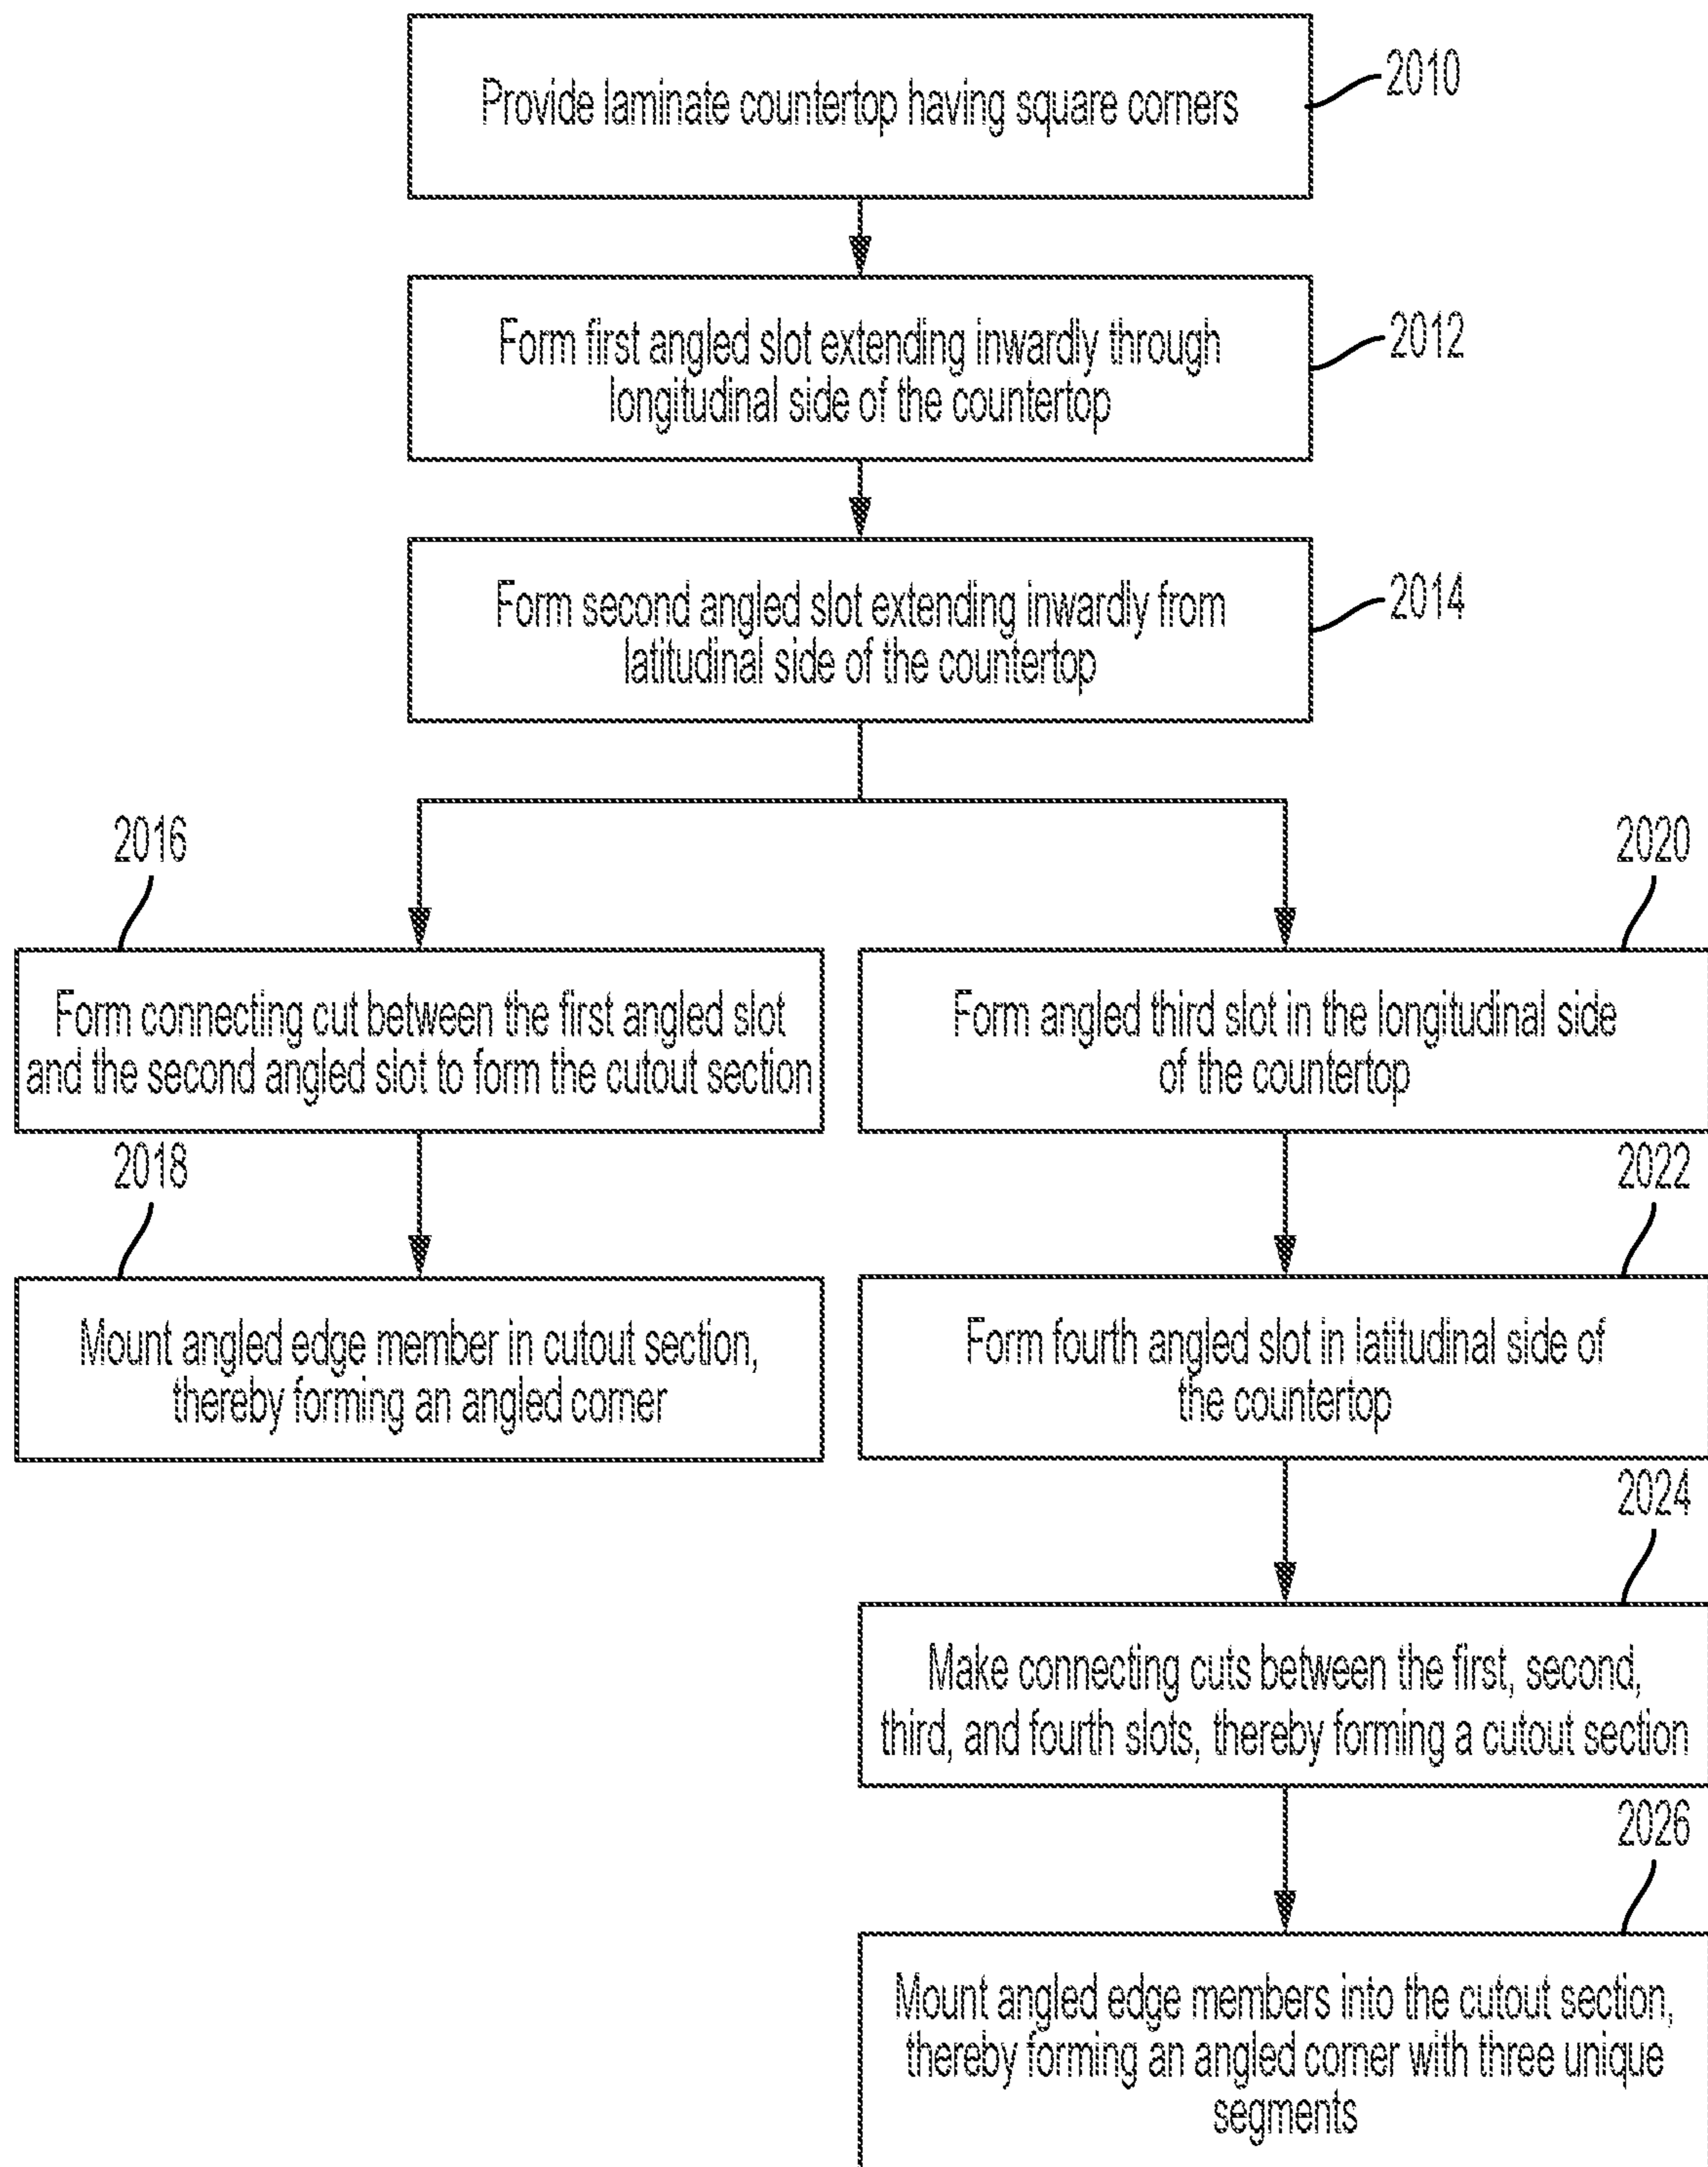 Provide laminate countertop having square corners
2010
Form first angled slot extending inwardly through
longitudinal side of the countertop
2012
Form second angled slot extending inwardly from
latitudinal side of the countertop
2014
2016
Form connecting cut between the first angled slot
and the second angled slot to form the cutout section
2018
Mount angled edge member in cutout section,
thereby forming an angled corner
2020
Form angled third slot in the longitudinal side
of the countertop
2022
Form fourth angled slot in latitudinal side of
the countertop
2024
Make connecting cuts between the first, second,
third, and fourth slots, thereby forming a cutout section
2026
Mount angled edge members into the cutout section,
thereby forming an angled corner with three unique
segments